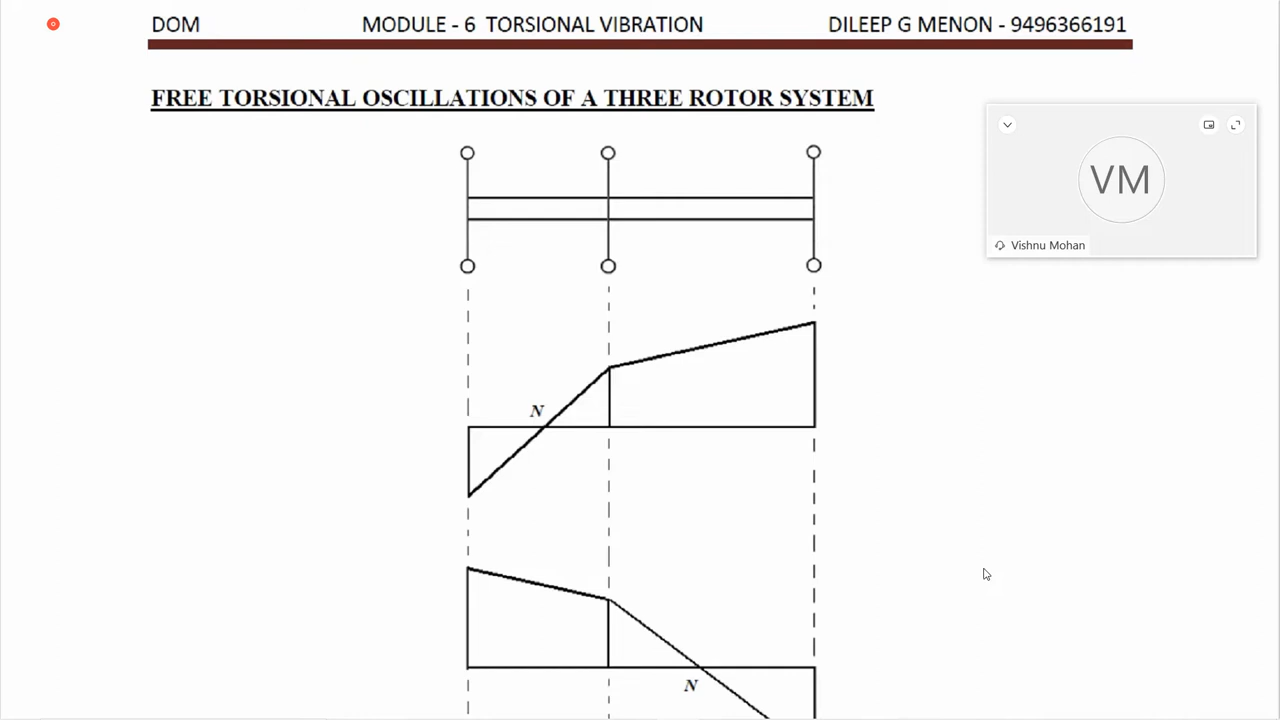 DOM MODULE - 6 TORSIONAL VIBRATION DILEEP G MENON - 9496366191
FREE TORSIONAL OSCILLATIONS OF A THREE ROTOR SYSTEM
VM
Vishnu Mohan
N
N